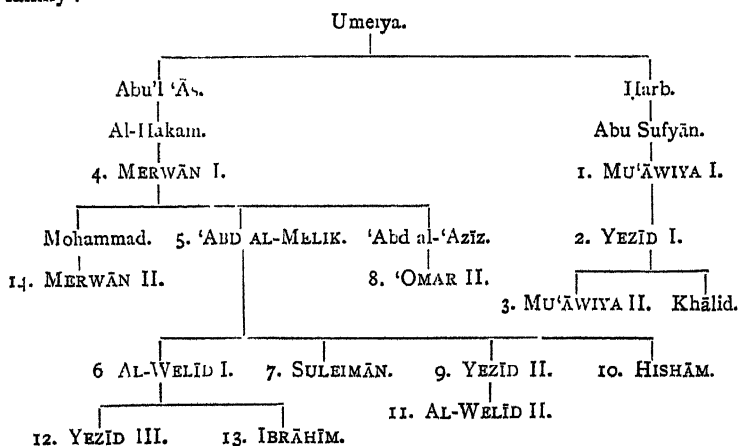 family :
Umeiya.
Abu'l ‘Ās. Ḥarb.
Al-Hakam. Abu Sufyān.
4. MERWĀN I. 1. MU‘ĀWIYA I.
Mohammad. 5. ‘ABD AL-MELIK. ‘Abd al-‘Azīz. 2. YEZĪD I.
14. MERWĀN II. 8. ‘OMAR II.
3. MU‘ĀWIYA II. Khālid.
6 AL-WELĪD I. 7. SULEIMĀN. 9. YEZĪD II. 10. HISHĀM.
11. AL-WELĪD II.
12. YEZĪD III. 13. IBRĀHĪM.